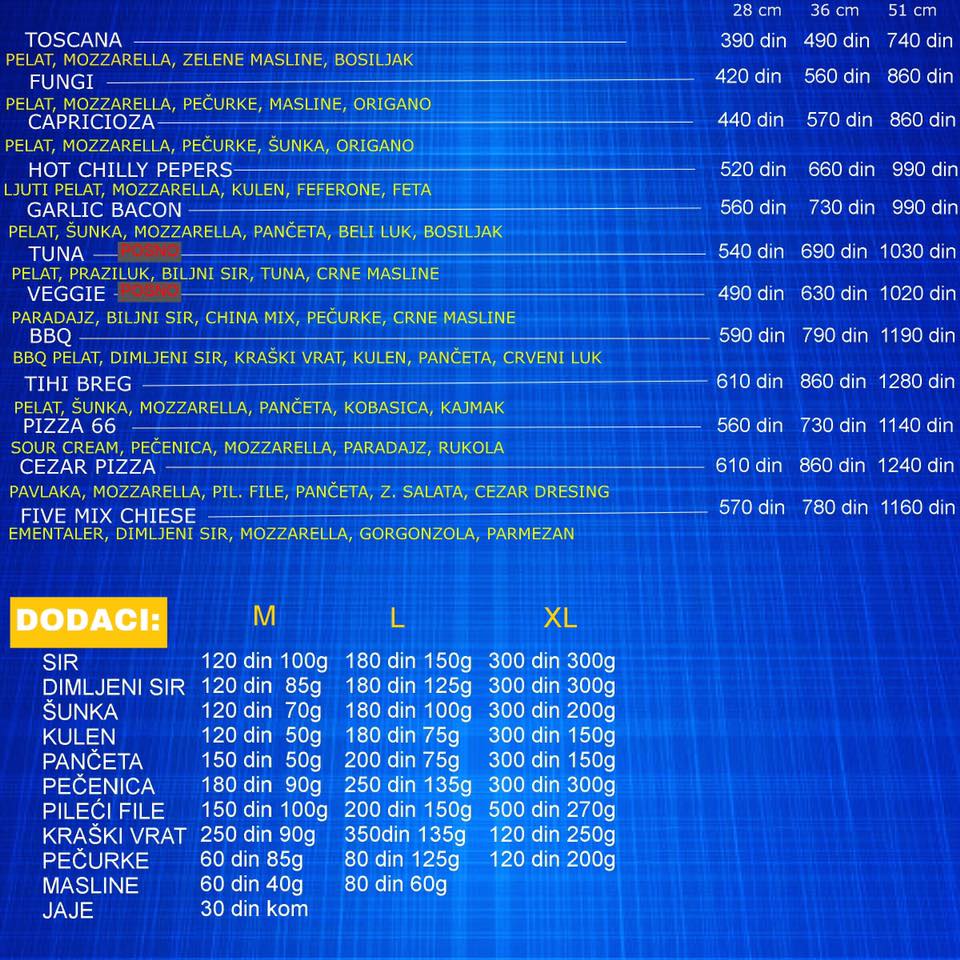 28 cm 36 cm 51 cm
TOSCANA 390 din 490 din 740 din
PELAT, MOZZARELLA, ZELENE MASLINE, BOSILJAK
FUNGI 420 din 560 din 860 din
PELAT, MOZZARELLA, PEČURKE, MASLINE, ORIGANO
CAPRICIOZA 440 din 570 din 860 din
PELAT, MOZZARELLA, PEČURKE, ŠUNKA, ORIGANO
HOT CHILLY PEPERS 520 din 660 din 990 din
LJUTI PELAT, MOZZARELLA, KULEN, FEFERONE, FETA
GARLIC BACON 560 din 730 din 990 din
PELAT, ŠUNKA, MOZZARELLA, PANČETA, BELI LUK, BOSILJAK
TUNA POSNO 540 din 690 din 1030 din
PELAT, PRAZILUK, BILJNI SIR, TUNA, CRNE MASLINE
VEGGIE POSNO 490 din 630 din 1020 din
PARADAJZ, BILJNI SIR, CHINA MIX, PEČURKE, CRNE MASLINE
BBQ 590 din 790 din 1190 din
BBQ PELAT, DIMLJENI SIR, KRAŠKI VRAT, KULEN, PANČETA, CRVENI LUK
TIHI BREG 610 din 860 din 1280 din
PELAT, ŠUNKA, MOZZARELLA, PANČETA, KOBASICA, KAJMAK
PIZZA 66 560 din 730 din 1140 din
SOUR CREAM, PEČENICA, MOZZARELLA, PARADAJZ, RUKOLA
CEZAR PIZZA 610 din 860 din 1240 din
PAVLAKA, MOZZARELLA, PIL. FILE, PANČETA, Z. SALATA, CEZAR DRESING
FIVE MIX CHIESE 570 din 780 din 1160 din
EMENTALER, DIMLJENI SIR, MOZZARELLA, GORGONZOLA, PARMEZAN
DODACI: M L XL
SIR 120 din 100g 180 din 150g 300 din 300g
DIMLJENI SIR 120 din 85g 180 din 125g 300 din 300g
ŠUNKA 120 din 70g 180 din 100g 300 din 200g
KULEN 120 din 50g 180 din 75g 300 din 150g
PANČETA 150 din 50g 200 din 75g 300 din 150g
PEČENICA 180 din 90g 250 din 135g 300 din 300g
PILEĆI FILE 150 din 100g 200 din 150g 500 din 270g
KRAŠKI VRAT 250 din 90g 350din 135g 120 din 250g
PEČURKE 60 din 85g 80 din 125g 120 din 200g
MASLINE 60 din 40g 80 din 60g
JAJE 30 din kom